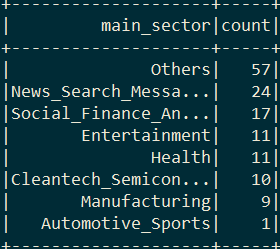 +--------------------+-----+
|         main_sector|count|
+--------------------+-----+
|              Others|   57|
|News_Search_Messa...|   24|
|Social_Finance_An...|   17|
|       Entertainment|   11|
|              Health|   11|
|Cleantech_Semicon...|   10|
|       Manufacturing|    9|
|   Automotive_Sports|    1|
+--------------------+-----+